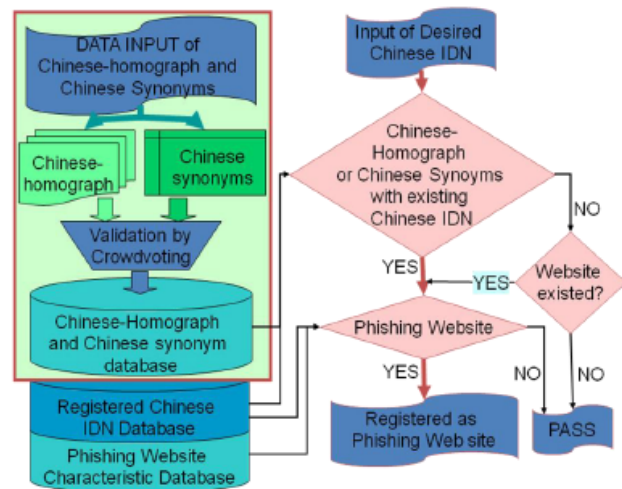 DATA INPUT of
Chinese-homograph and
Chinese Synonyms
Chinese-
homograph
Chinese
synonyms
Validation by
Crowdvoting
Chinese-Homograph
and Chinese synonym
database
Registered Chinese
IDN Database
Phishing Website
Characteristic Database
Input of Desired
Chinese IDN
Chinese-
Homograph
or Chinese Synoyms
with existing
Chinese IDN
NO
YES
YES
Website
existed?
Phishing Website
YES
NO
NO
Registered as
Phishing Web site
PASS